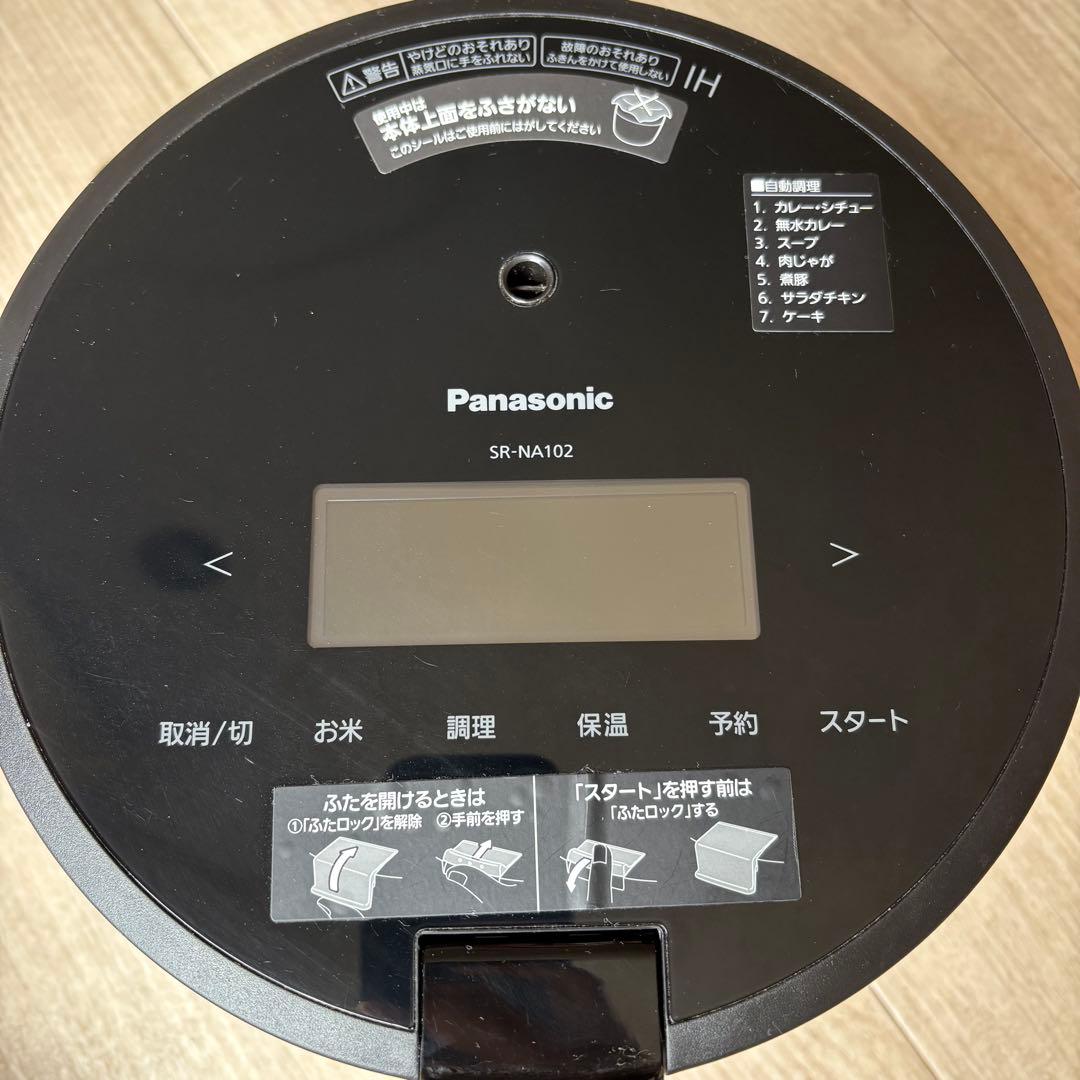 警告
やけどのおそれあり
蒸気口に手をふれない
故障のおそれあり
ふきんをかけて使用しない
IH
使用中は
本体上面をふさがない
このシールはご使用前にはがしてください
■自動調理
1. カレー・シチュー
2. 無水カレー
3. スープ
4. 肉じゃが
5. 煮豚
6. サラダチキン
7. ケーキ
Panasonic
SR-NA102
< >
取消/切 お米 調理 保温 予約 スタート
ふたを開けるときは
①「ふたロック」を解除 ②手前を押す
「スタート」を押す前は
「ふたロック」する